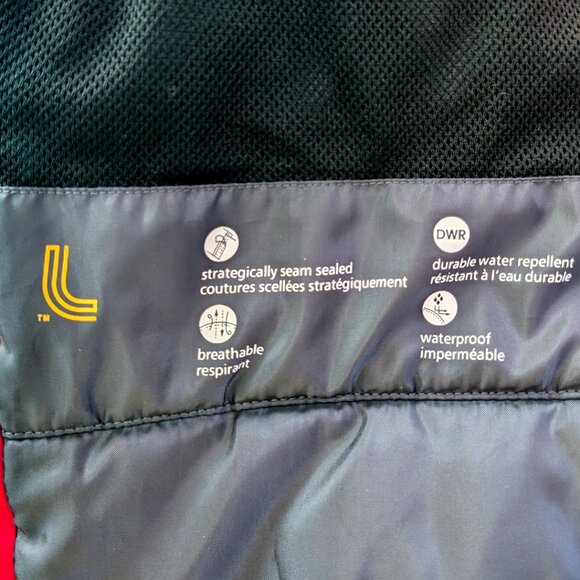 L
TM
strategically seam sealed
coutures scellées stratégiquement
DWR
durable water repellent
résistant à l'eau durable
breathable
respirant
waterproof
imperméable